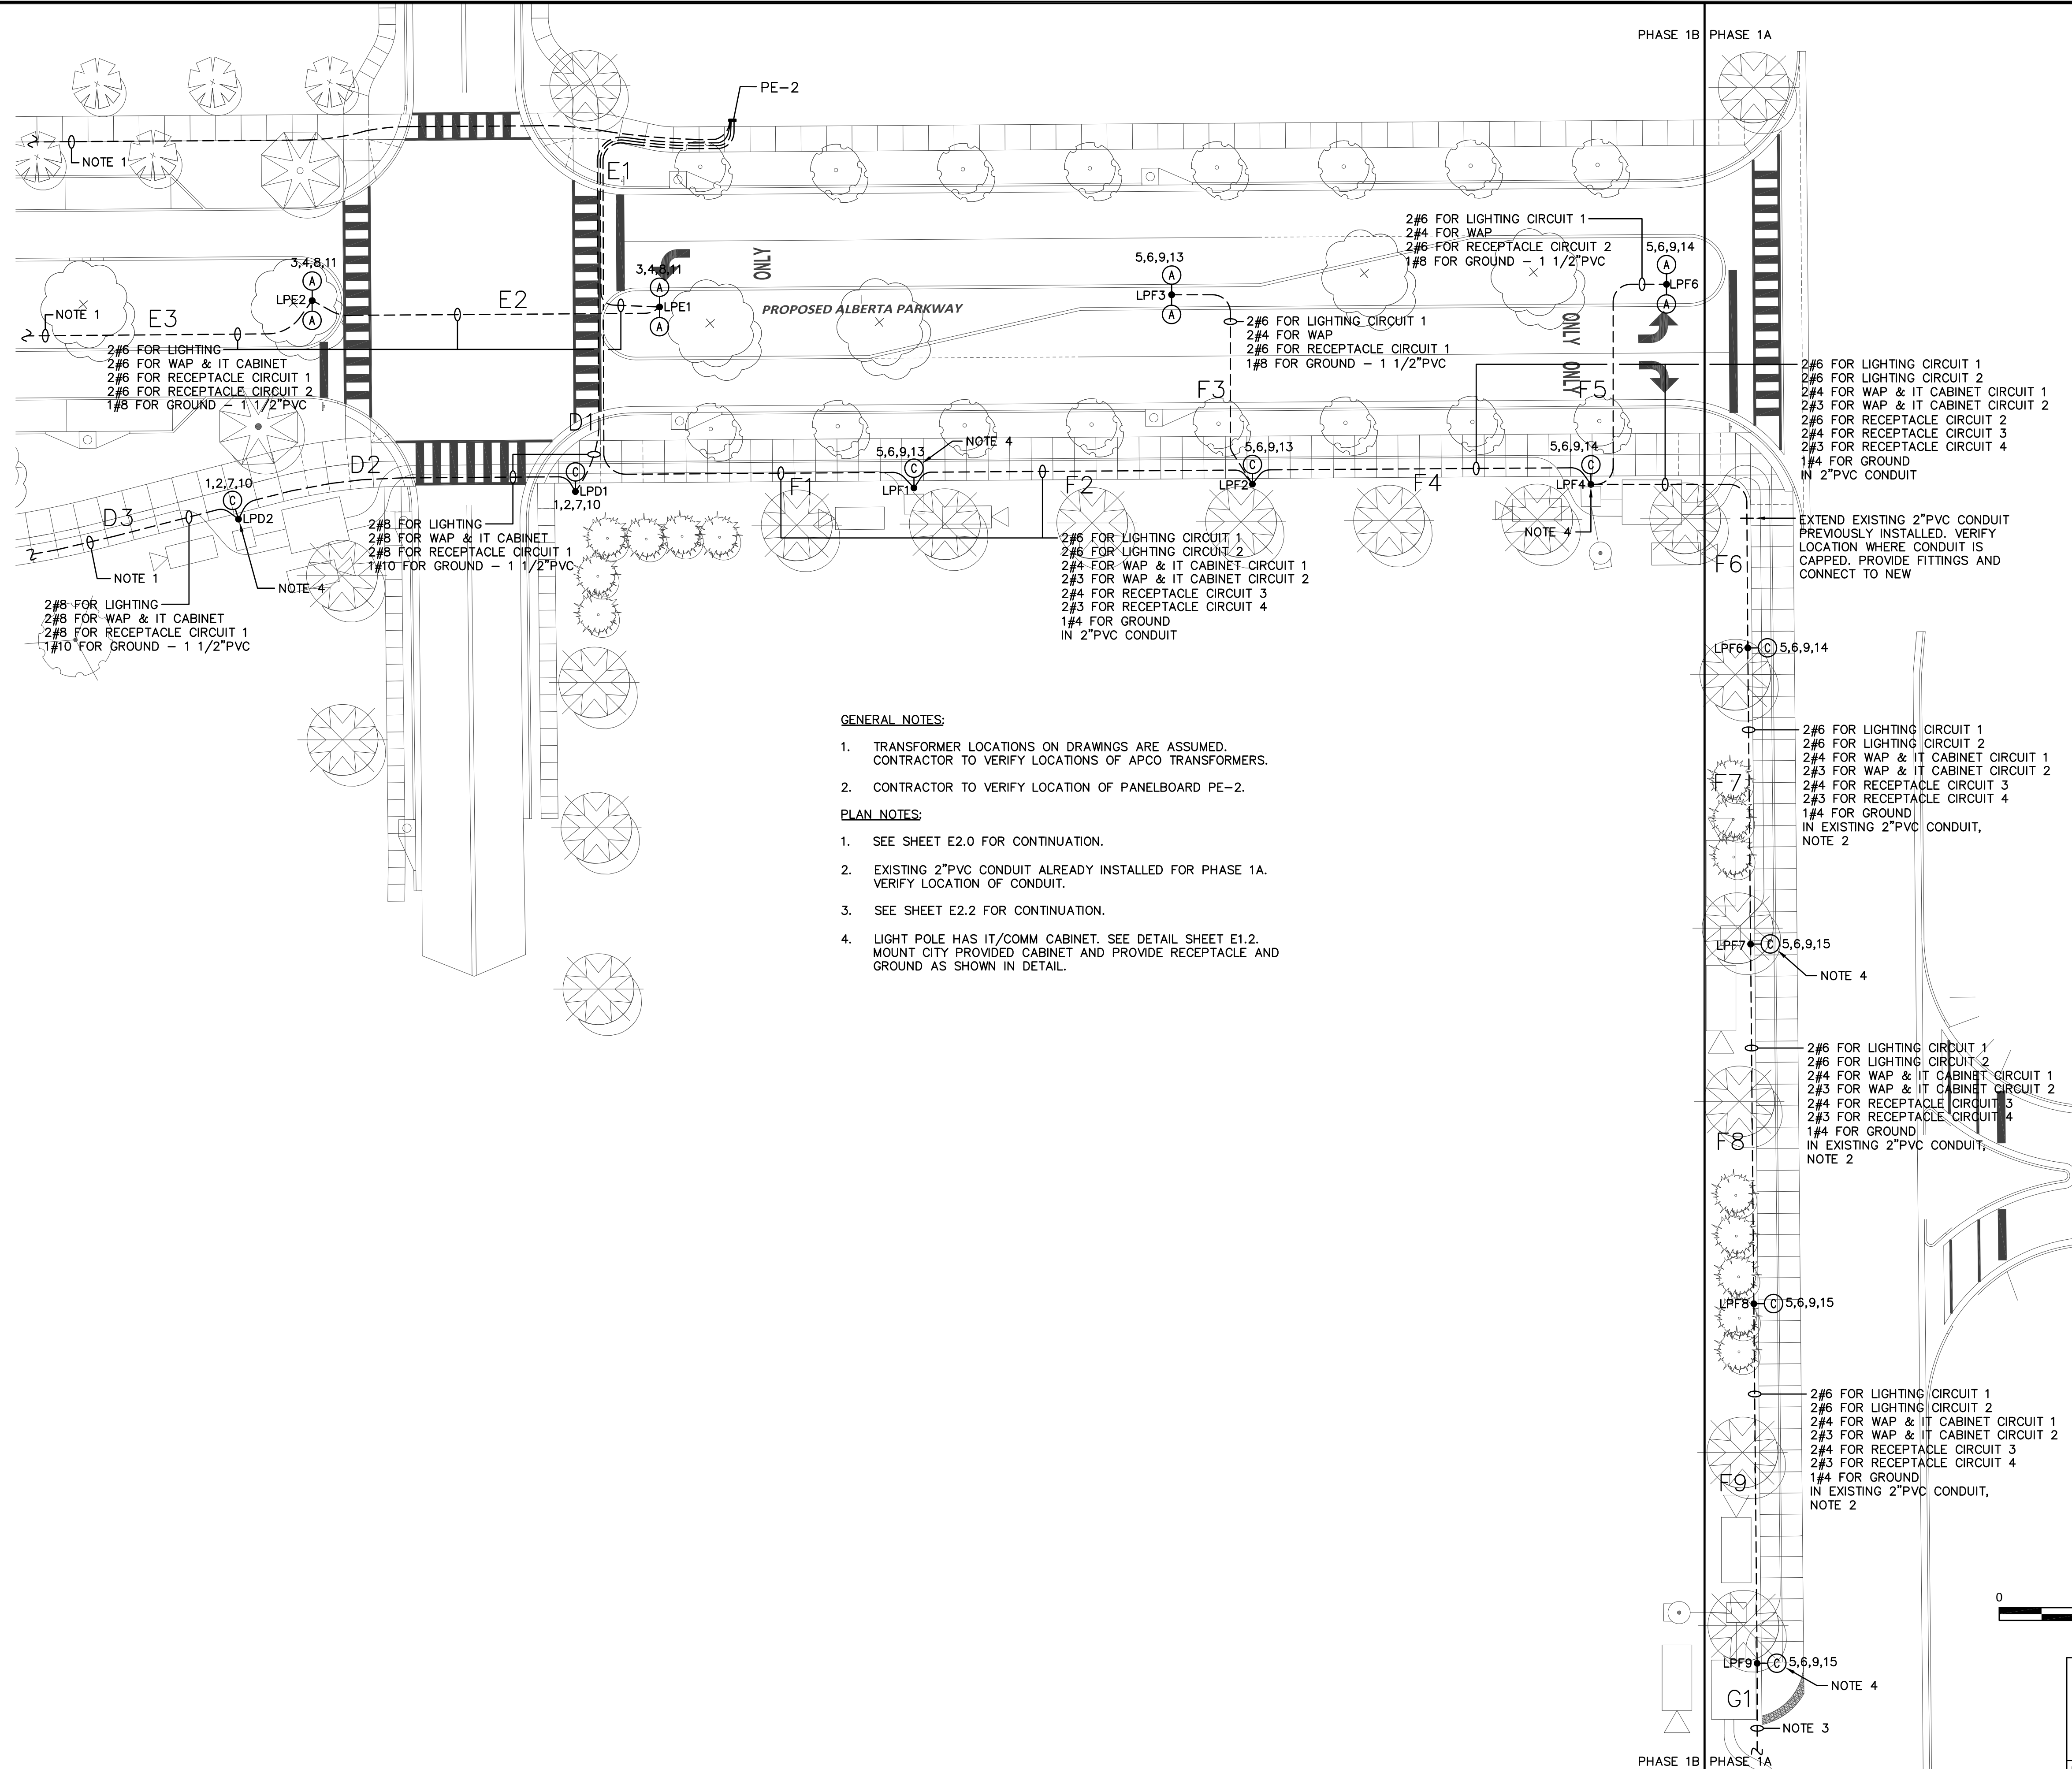 PHASE 1B
PHASE 1A
PE-2
NOTE 1
E1
2#6 FOR LIGHTING CIRCUIT 1
2#4 FOR WAP
2#6 FOR RECEPTACLE CIRCUIT 2
1#8 FOR GROUND - 1 1/2"PVC
5,6,9,14
A
LPF6
A
ONLY
5,6,9,13
A
LPF3
A
3,4,8,11
A
LPE2
A
3,4,8,11
A
LPE1
A
E2
E3
NOTE 1
PROPOSED ALBERTA PARKWAY
2#6 FOR LIGHTING CIRCUIT 1
2#4 FOR WAP
2#6 FOR RECEPTACLE CIRCUIT 1
1#8 FOR GROUND - 1 1/2"PVC
ONLY
ONLY
2#6 FOR LIGHTING
2#6 FOR WAP & IT CABINET
2#6 FOR RECEPTACLE CIRCUIT 1
2#6 FOR RECEPTACLE CIRCUIT 2
1#8 FOR GROUND - 1 1/2"PVC
2#6 FOR LIGHTING CIRCUIT 1
2#6 FOR LIGHTING CIRCUIT 2
2#4 FOR WAP & IT CABINET CIRCUIT 1
2#3 FOR WAP & IT CABINET CIRCUIT 2
2#6 FOR RECEPTACLE CIRCUIT 2
2#4 FOR RECEPTACLE CIRCUIT 3
2#3 FOR RECEPTACLE CIRCUIT 4
1#4 FOR GROUND
IN 2"PVC CONDUIT
F3
F5
D1
D2
D3
1,2,7,10
C
LPD2
C
LPD1
1,2,7,10
F1
5,6,9,13
C
LPF1
NOTE 4
F2
5,6,9,13
C
LPF2
F4
5,6,9,14
C
LPF4
NOTE 4
NOTE 1
NOTE 4
2#8 FOR LIGHTING
2#8 FOR WAP & IT CABINET
2#8 FOR RECEPTACLE CIRCUIT 1
1#10 FOR GROUND - 1 1/2"PVC
2#8 FOR LIGHTING
2#8 FOR WAP & IT CABINET
2#8 FOR RECEPTACLE CIRCUIT 1
1#10 FOR GROUND - 1 1/2"PVC
2#6 FOR LIGHTING CIRCUIT 1
2#6 FOR LIGHTING CIRCUIT 2
2#4 FOR WAP & IT CABINET CIRCUIT 1
2#3 FOR WAP & IT CABINET CIRCUIT 2
2#4 FOR RECEPTACLE CIRCUIT 3
2#3 FOR RECEPTACLE CIRCUIT 4
1#4 FOR GROUND
IN 2"PVC CONDUIT
EXTEND EXISTING 2"PVC CONDUIT
PREVIOUSLY INSTALLED. VERIFY
LOCATION WHERE CONDUIT IS
CAPPED. PROVIDE FITTINGS AND
CONNECT TO NEW
F6
LPF6
C
5,6,9,14
GENERAL NOTES:
1. TRANSFORMER LOCATIONS ON DRAWINGS ARE ASSUMED.
CONTRACTOR TO VERIFY LOCATIONS OF APCO TRANSFORMERS.
2. CONTRACTOR TO VERIFY LOCATION OF PANELBOARD PE-2.
PLAN NOTES:
1. SEE SHEET E2.0 FOR CONTINUATION.
2. EXISTING 2"PVC CONDUIT ALREADY INSTALLED FOR PHASE 1A.
VERIFY LOCATION OF CONDUIT.
3. SEE SHEET E2.2 FOR CONTINUATION.
4. LIGHT POLE HAS IT/COMM CABINET. SEE DETAIL SHEET E1.2.
MOUNT CITY PROVIDED CABINET AND PROVIDE RECEPTACLE AND
GROUND AS SHOWN IN DETAIL.
2#6 FOR LIGHTING CIRCUIT 1
2#6 FOR LIGHTING CIRCUIT 2
2#4 FOR WAP & IT CABINET CIRCUIT 1
2#3 FOR WAP & IT CABINET CIRCUIT 2
2#4 FOR RECEPTACLE CIRCUIT 3
2#3 FOR RECEPTACLE CIRCUIT 4
1#4 FOR GROUND
IN EXISTING 2"PVC CONDUIT,
NOTE 2
F7
LPF7
C
5,6,9,15
NOTE 4
2#6 FOR LIGHTING CIRCUIT 1
2#6 FOR LIGHTING CIRCUIT 2
2#4 FOR WAP & IT CABINET CIRCUIT 1
2#3 FOR WAP & IT CABINET CIRCUIT 2
2#4 FOR RECEPTACLE CIRCUIT 3
2#3 FOR RECEPTACLE CIRCUIT 4
1#4 FOR GROUND
IN EXISTING 2"PVC CONDUIT,
NOTE 2
F8
LPF8
C
5,6,9,15
2#6 FOR LIGHTING CIRCUIT 1
2#6 FOR LIGHTING CIRCUIT 2
2#4 FOR WAP & IT CABINET CIRCUIT 1
2#3 FOR WAP & IT CABINET CIRCUIT 2
2#4 FOR RECEPTACLE CIRCUIT 3
2#3 FOR RECEPTACLE CIRCUIT 4
1#4 FOR GROUND
IN EXISTING 2"PVC CONDUIT,
NOTE 2
F9
0
LPF9
C
5,6,9,15
NOTE 4
G1
NOTE 3
PHASE 1B
PHASE 1A